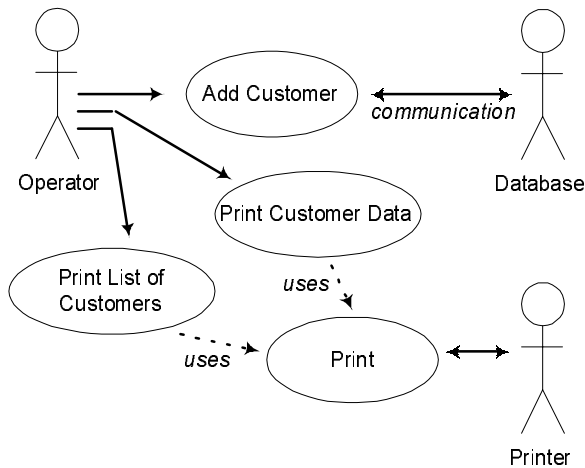 Add Customer
communication
Operator
Database
Print Customer Data
Print List of
Customers
uses
uses
Print
Printer